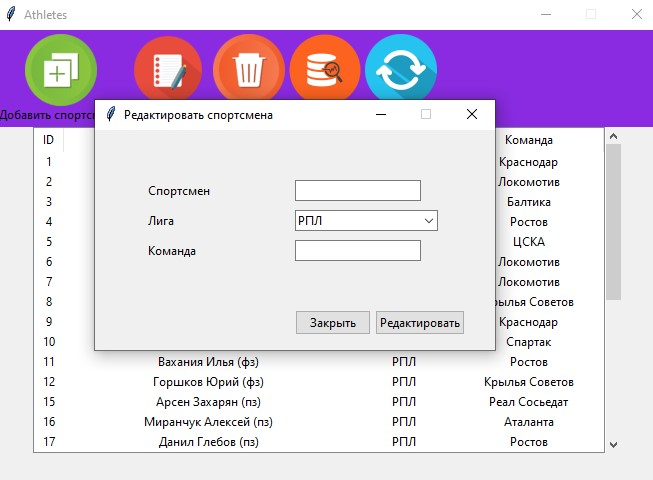 Athletes
Добавить спортс
Редактировать спортсмена
ID Команда
1 Краснодар
2 Локомотив
3 Балтика
4 Ростов
5 ЦСКА
6 Локомотив
7 Локомотив
8 рылья Советов
9 Краснодар
10 Спартак
Спортсмен
Лига РПЛ
Команда
Закрыть Редактировать
11 Вахания Илья (фз) РПЛ Ростов
12 Горшков Юрий (фз) РПЛ Крылья Советов
15 Арсен Захарян (пз) РПЛ Реал Сосьедат
16 Миранчук Алексей (пз) РПЛ Аталанта
17 Данил Глебов (пз) РПЛ Ростов